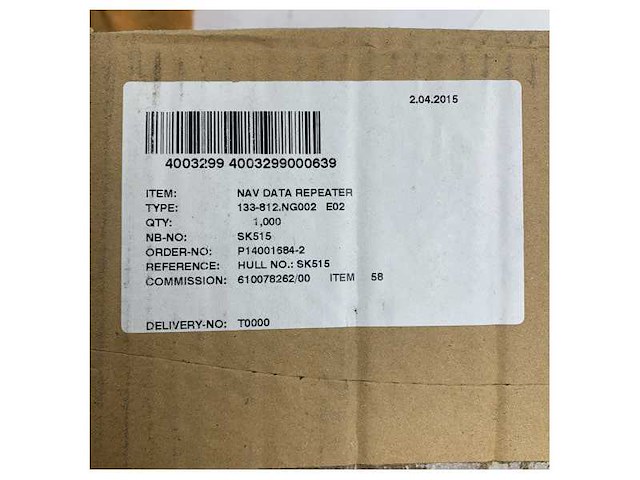 2.04.2015
4003299 4003299000639
ITEM: NAV DATA REPEATER
TYPE: 133-812.NG002 E02
QTY: 1,000
NB-NO: SK515
ORDER-NO: P14001684-2
REFERENCE: HULL NO.: SK515
COMMISSION: 610078262/00 ITEM 58
DELIVERY-NO: T0000